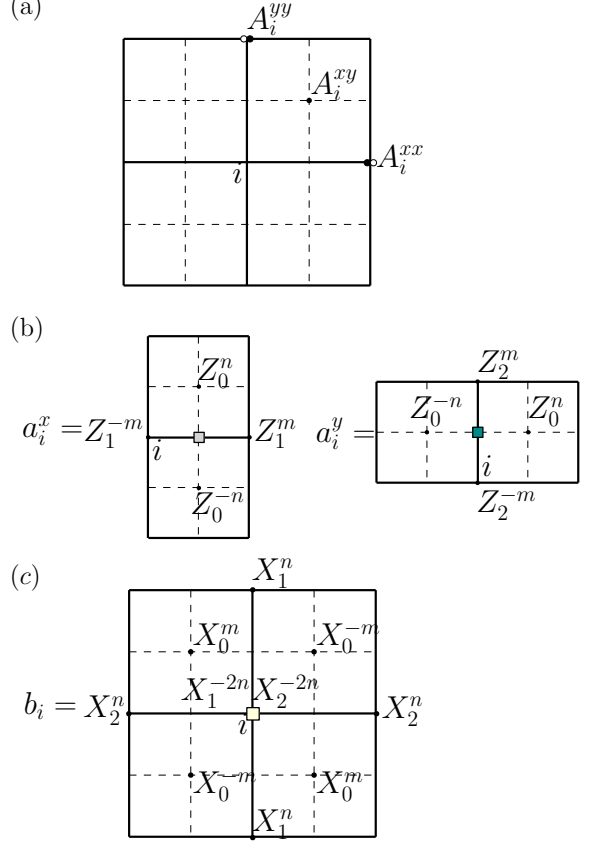 (a)
A_i^{yy}
A_i^{xy}
i
A_i^{xx}
(b)
a_i^x = Z_1^{-m}
Z_0^n
Z_1^m
i
Z_0^{-n}
a_i^y =
Z_2^m
Z_0^{-n}
Z_0^n
i
Z_2^{-m}
(c)
X_1^n
X_0^m
X_0^{-m}
X_1^{-2n}
X_2^{-2n}
b_i = X_2^n
i
X_2^n
X_0^{-m}
X_0^m
X_1^n